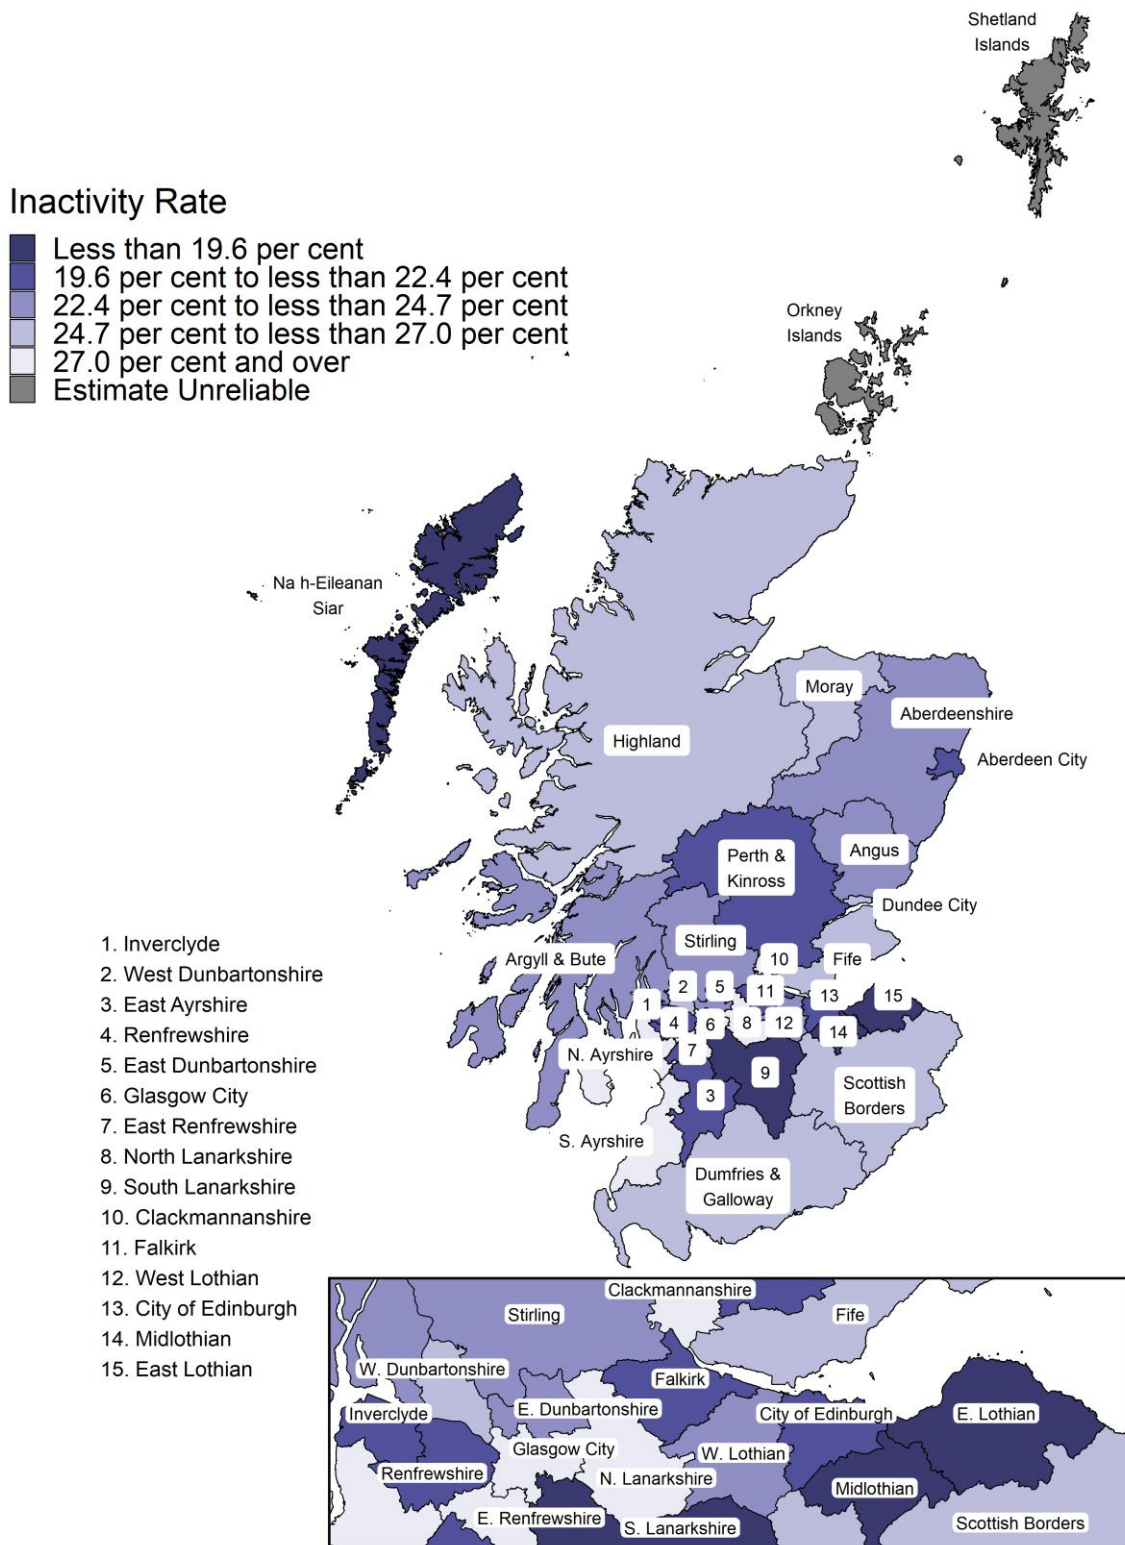 Shetland
Islands
Inactivity Rate
Less than 19.6 per cent
19.6 per cent to less than 22.4 per cent
22.4 per cent to less than 24.7 per cent
24.7 per cent to less than 27.0 per cent
27.0 per cent and over
Estimate Unreliable
Orkney
Islands
Na h-Eileanan
Siar
Moray
Aberdeenshire
Highland
Aberdeen City
Perth &
Kinross
Angus
Dundee City
Stirling
Argyll & Bute
10
Fife
2
5
11
13
15
1
4
6
8
12
14
7
N. Ayrshire
9
3
Scottish
Borders
S. Ayrshire
Dumfries &
Galloway
1. Inverclyde
2. West Dunbartonshire
3. East Ayrshire
4. Renfrewshire
5. East Dunbartonshire
6. Glasgow City
7. East Renfrewshire
8. North Lanarkshire
9. South Lanarkshire
10. Clackmannanshire
11. Falkirk
12. West Lothian
13. City of Edinburgh
14. Midlothian
15. East Lothian
Clackmannanshire
Stirling
Fife
W. Dunbartonshire
Falkirk
Inverclyde
E. Dunbartonshire
City of Edinburgh
E. Lothian
Glasgow City
W. Lothian
Renfrewshire
N. Lanarkshire
Midlothian
E. Renfrewshire
S. Lanarkshire
Scottish Borders